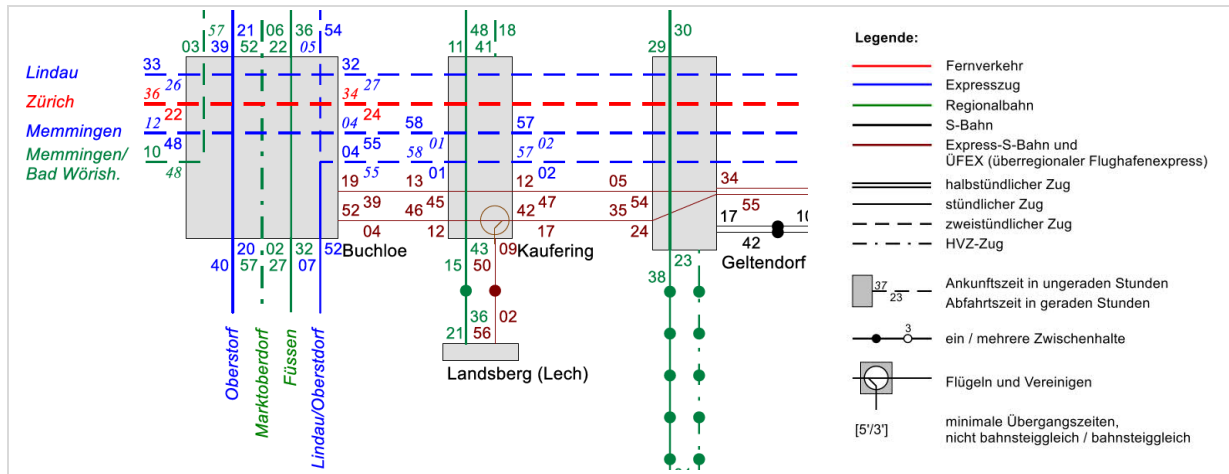 57 21 06 36 54 48 18 30
03 39 52 22 05 11 41 29
Lindau 33 32
26 27
Zürich 36 34
22 24
Memmingen 12 04 58 57
48 55 01 02
Memmingen/ 10 04 58 57
Bad Wörish. 48 55 01 02
19 13 12 05 34
39 45 47 54 55
52 46 42 35 17 10
04 12 17 24 42
20 02 32 52 Buchloe 43 09 Kaufering 23 Geltendorf
40 57 27 07 15 50 38
36 02
21 56
Landsberg (Lech)
Oberstorf
Marktoberdorf
Füssen
Lindau/Oberstdorf
Legende:
Fernverkehr
Expresszug
Regionalbahn
S-Bahn
Express-S-Bahn und
ÜFEX (überregionaler Flughafenexpress)
halbstündlicher Zug
stündlicher Zug
zweistündlicher Zug
HVZ-Zug
37 Ankunftszeit in ungeraden Stunden
23 Abfahrtszeit in geraden Stunden
3
ein / mehrere Zwischenhalte
Flügeln und Vereinigen
minimale Übergangszeiten,
[5'/3'] nicht bahnsteiggleich / bahnsteiggleich